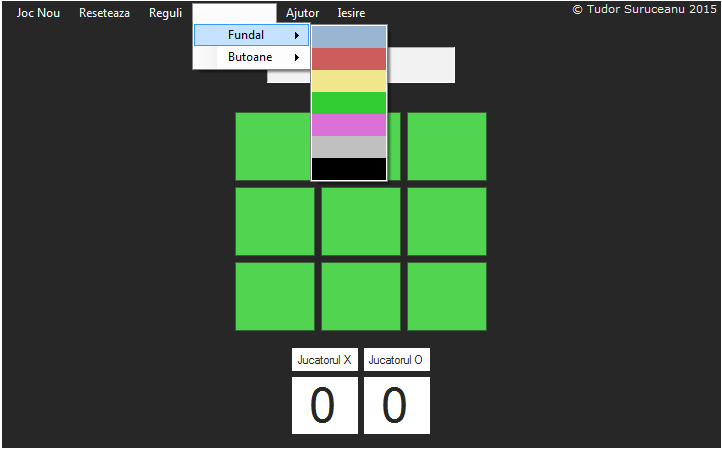 Joc Nou Reseteaza Reguli Ajutor Iesire © Tudor Suruceanu 2015
Fundal
Butoane
Jucatorul X Jucatorul O
0 0